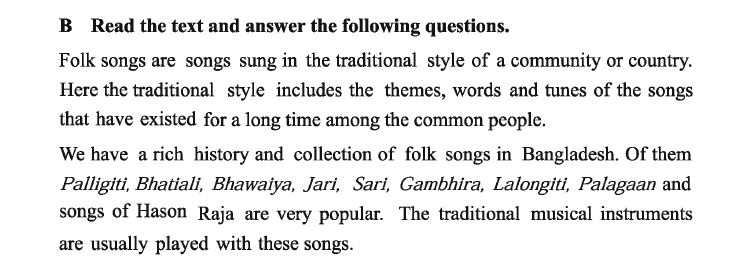 B Read the text and answer the following questions.
Folk songs are songs sung in the traditional style of a community or country.
Here the traditional style includes the themes, words and tunes of the songs
that have existed for a long time among the common people.
We have a rich history and collection of folk songs in Bangladesh. Of them
Palligiti, Bhatiali, Bhawaiya, Jari, Sari, Gambhira, Lalongiti, Palagaan and
songs of Hason Raja are very popular. The traditional musical instruments
are usually played with these songs.